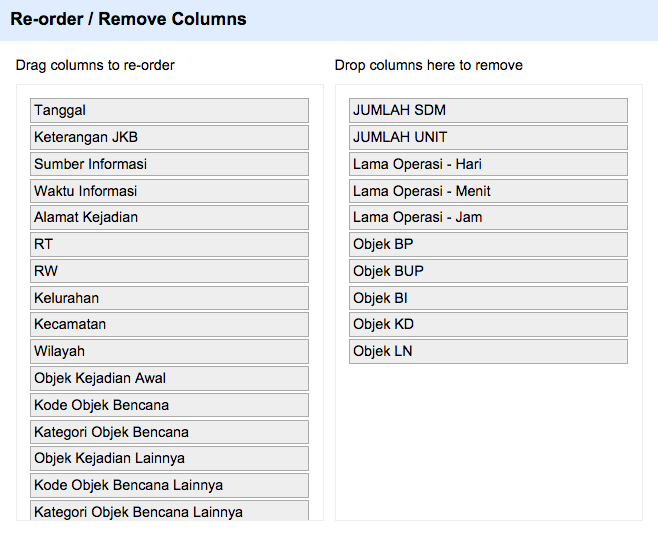 Re-order / Remove Columns
Drag columns to re-order
Tanggal
Keterangan JKB
Sumber Informasi
Waktu Informasi
Alamat Kejadian
RT
RW
Kelurahan
Kecamatan
Wilayah
Objek Kejadian Awal
Kode Objek Bencana
Kategori Objek Bencana
Objek Kejadian Lainnya
Kode Objek Bencana Lainnya
Kategori Objek Bencana Lainnya
Drop columns here to remove
JUMLAH SDM
JUMLAH UNIT
Lama Operasi - Hari
Lama Operasi - Menit
Lama Operasi - Jam
Objek BP
Objek BUP
Objek BI
Objek KD
Objek LN